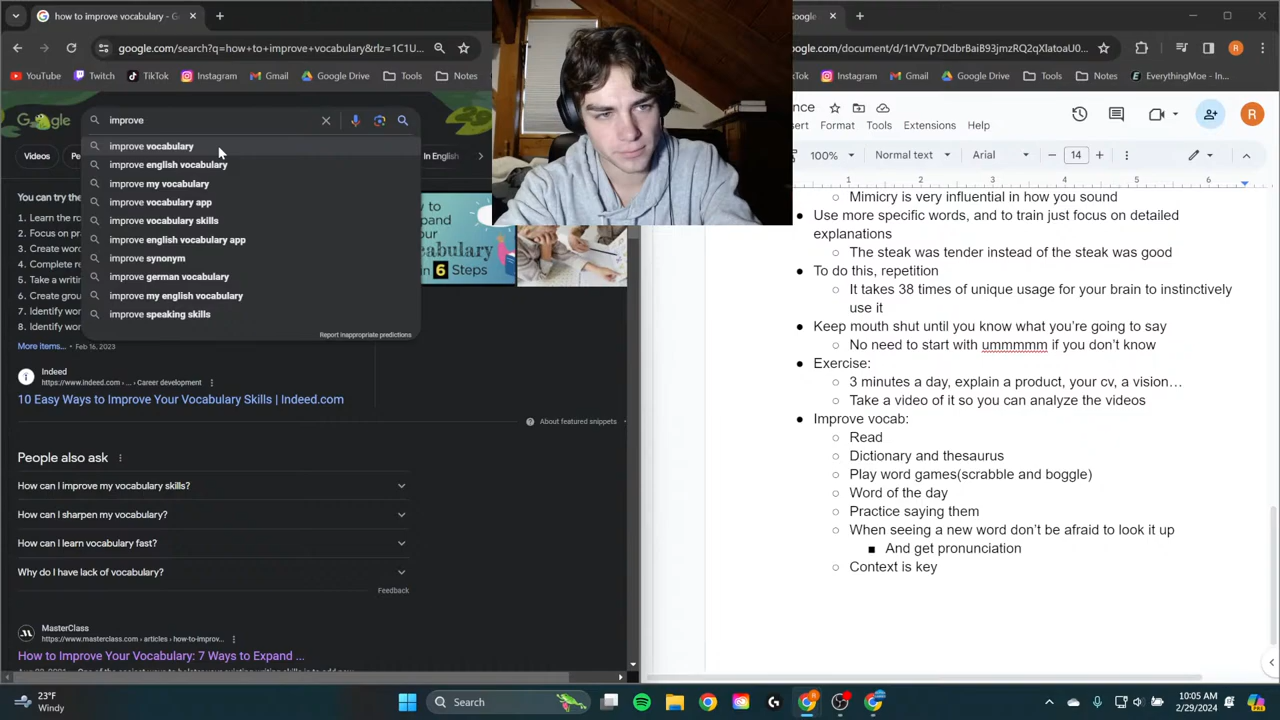 how to improve vocabulary - G
Google
google.com/search?q=how+to+improve+vocabulary&rlz=1C1U...
google.com/document/d/1rV7vp7DdbrBaiB93jmzRQ2qXlatoaU0...
YouTube Twitch TikTok Instagram Gmail Google Drive Tools Notes
Instagram Gmail Google Drive Tools Notes EverythingMoe - In...
Google
improve
improve vocabulary
improve english vocabulary
improve my vocabulary
improve vocabulary app
improve vocabulary skills
improve english vocabulary app
improve synonym
improve german vocabulary
improve my english vocabulary
improve speaking skills
Report inappropriate predictions
Videos
In English
You can try the
1. Learn the ro
2. Focus on pr
3. Create word
4. Complete re
5. Take a writin
6. Create grou
7. Identify wor
8. Identify wor
More items... • Feb 16, 2023
in 6 Steps
Indeed
https://www.indeed.com › ... › Career development
10 Easy Ways to Improve Your Vocabulary Skills | Indeed.com
About featured snippets
People also ask
How can I improve my vocabulary skills?
How can I sharpen my vocabulary?
How can I learn vocabulary fast?
Why do I have lack of vocabulary?
Feedback
MasterClass
https://www.masterclass.com › articles › how-to-improv...
How to Improve Your Vocabulary: 7 Ways to Expand ...
nce
Extensions Help
100% Normal text Arial 14
1 2 3 4 5 6
○ Mimicry is very influential in how you sound
● Use more specific words, and to train just focus on detailed
explanations
○ The steak was tender instead of the steak was good
● To do this, repetition
○ It takes 38 times of unique usage for your brain to instinctively
use it
● Keep mouth shut until you know what you're going to say
○ No need to start with ummmmm if you don't know
● Exercise:
○ 3 minutes a day, explain a product, your cv, a vision…
○ Take a video of it so you can analyze the videos
● Improve vocab:
○ Read
○ Dictionary and thesaurus
○ Play word games(scrabble and boggle)
○ Word of the day
○ Practice saying them
○ When seeing a new word don't be afraid to look it up
■ And get pronunciation
○ Context is key
23°F
Windy
Search
10:05 AM
2/29/2024